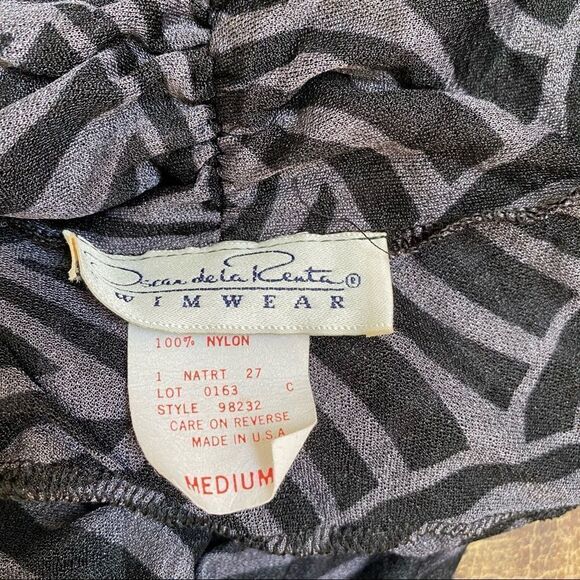 Oscar de la Renta®
WIMWEAR
100% NYLON
1 NATRT 27
LOT 0163 C
STYLE 98232
CARE ON REVERSE
MADE IN U.S.A
MEDIUM